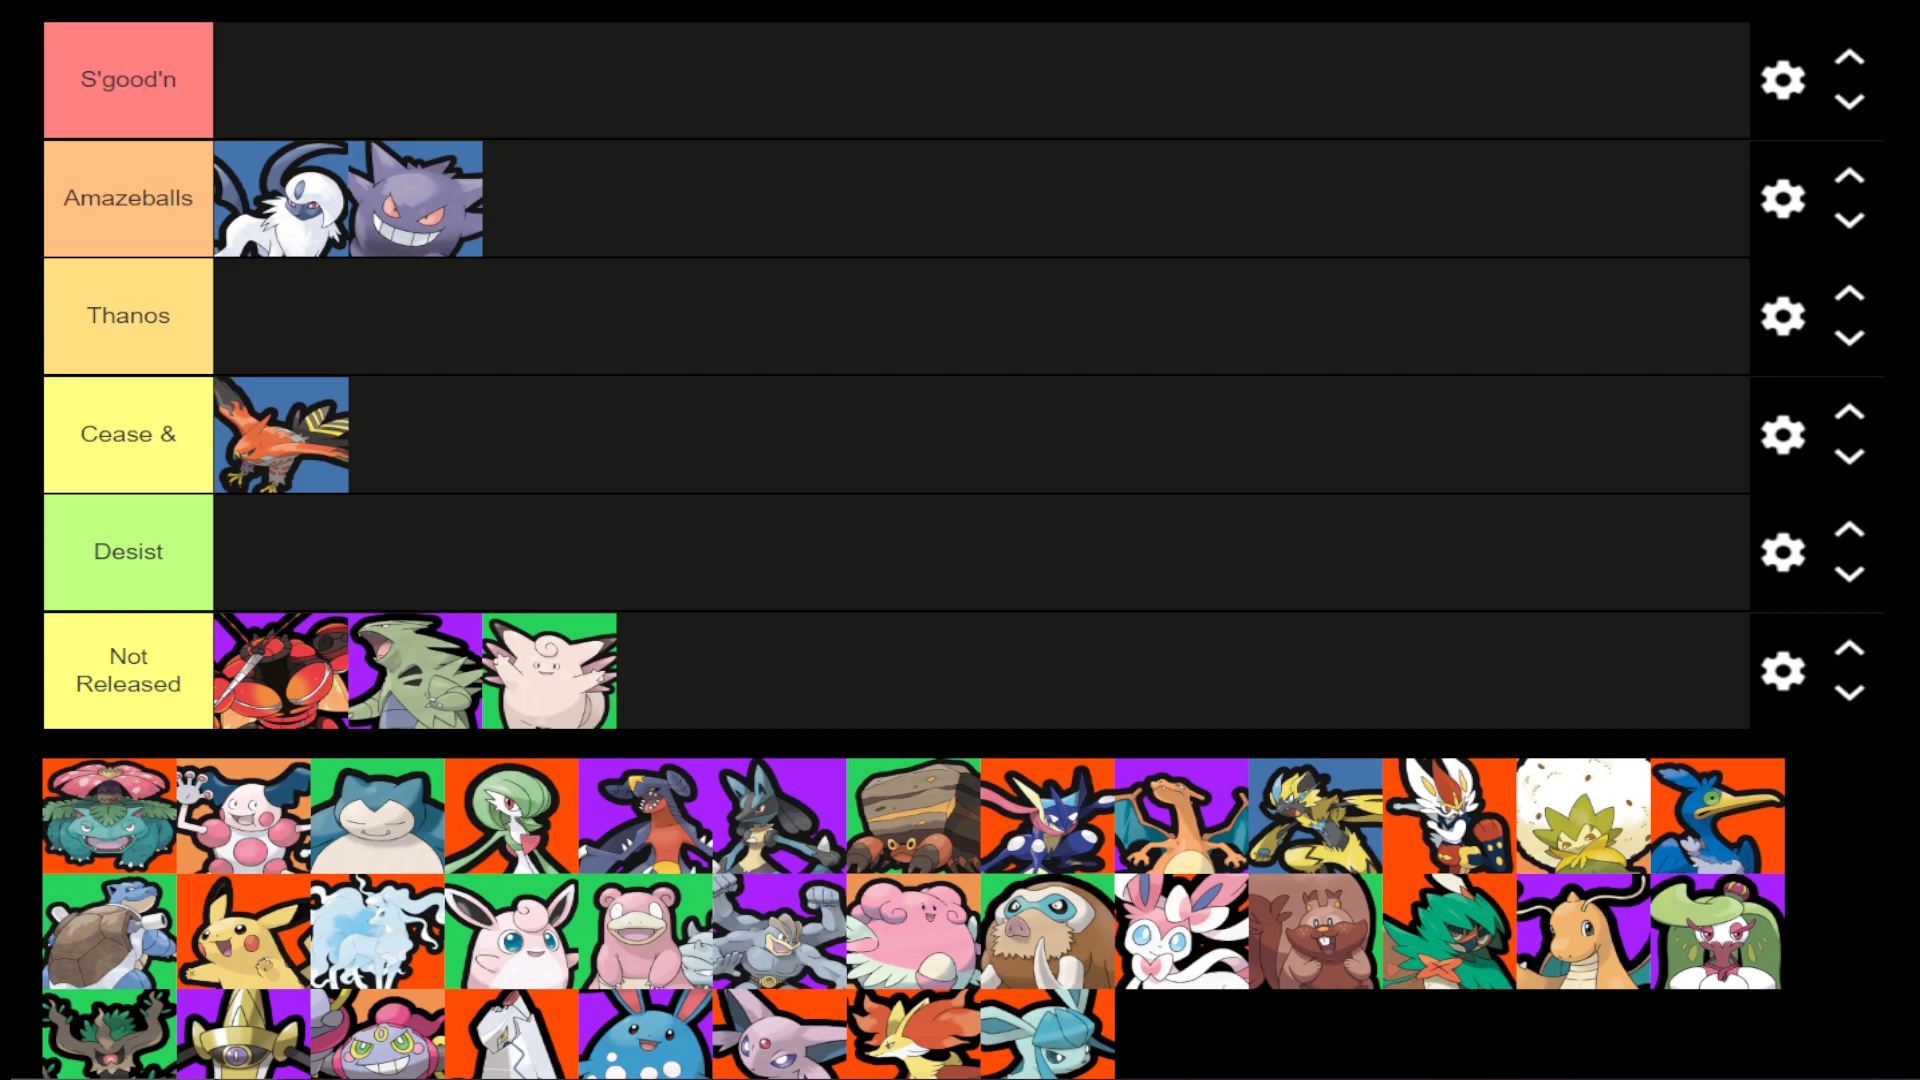 S'good'n
Amazeballs
Thanos
Cease &
Desist
Not
Released